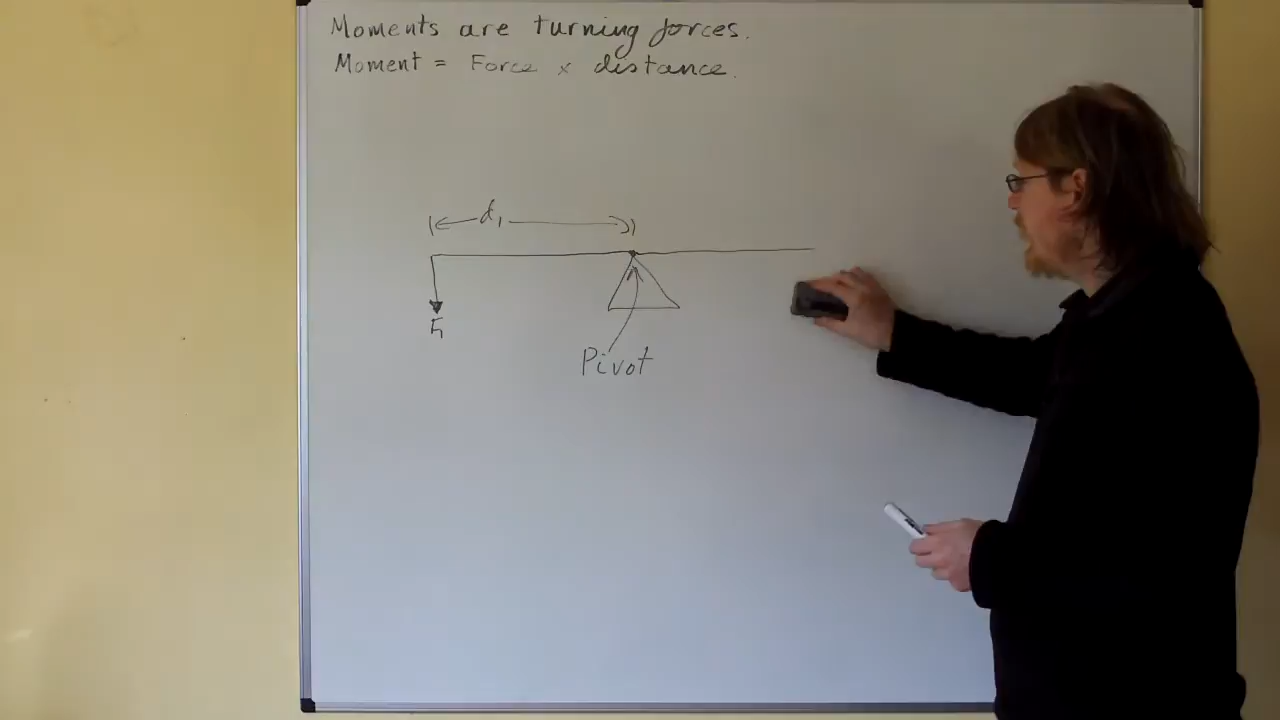 Moments are turning forces.
Moment = Force × distance.
d₁
F₁
Pivot